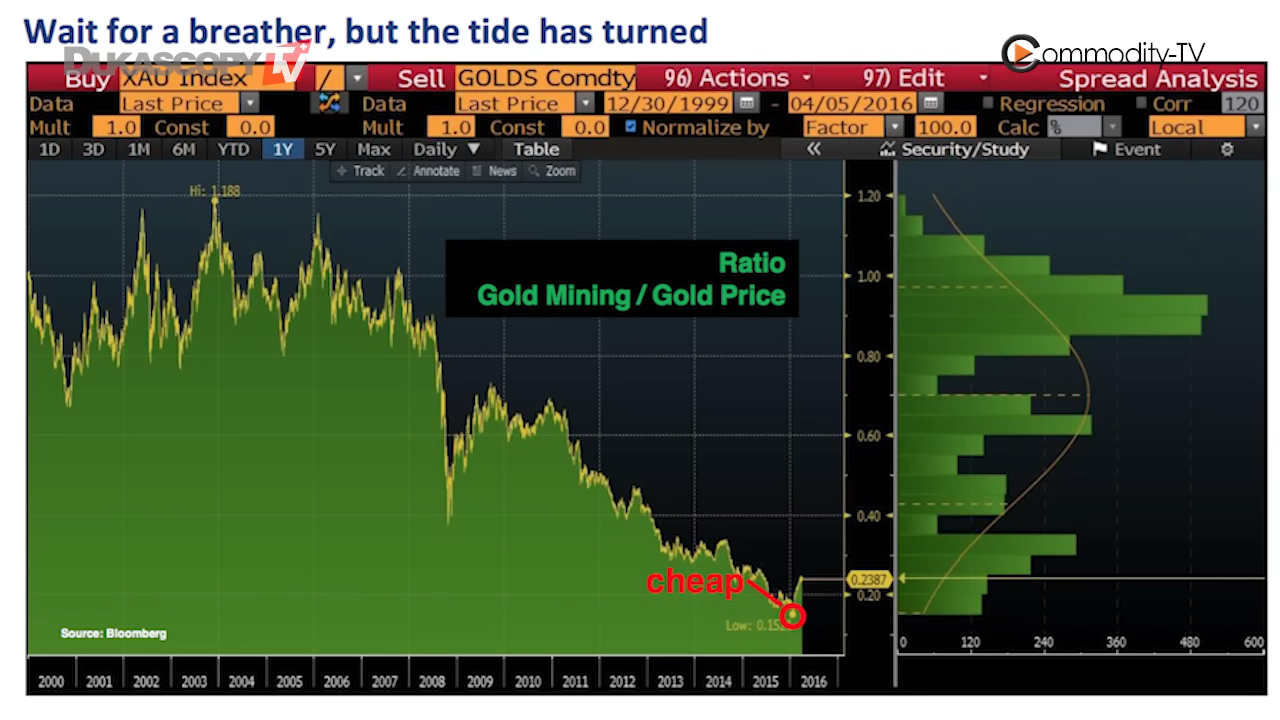 Wait for a breather, but the tide has turned
DUKASCOPY TV+
Commodity-TV
Buy XAU Index / Sell GOLDS Comdty 96) Actions 97) Edit Spread Analysis
Data Last Price Data Last Price 12/30/1999 - 04/05/2016 Regression Corr 120
Mult 1.0 Const 0.0 Mult 1.0 Const 0.0 Normalize by Factor 100.0 Calc % Local
1D 3D 1M 6M YTD 1Y 5Y Max Daily ▼ Table « Security/Study Event
Track Annotate News Zoom
Hi: 1.188
Ratio
Gold Mining / Gold Price
1.20
1.00
0.80
0.60
0.40
0.2387
0.20
cheap
Low: 0.152
Source: Bloomberg
0 120 240 360 480 600
2000 2001 2002 2003 2004 2005 2006 2007 2008 2009 2010 2011 2012 2013 2014 2015 2016